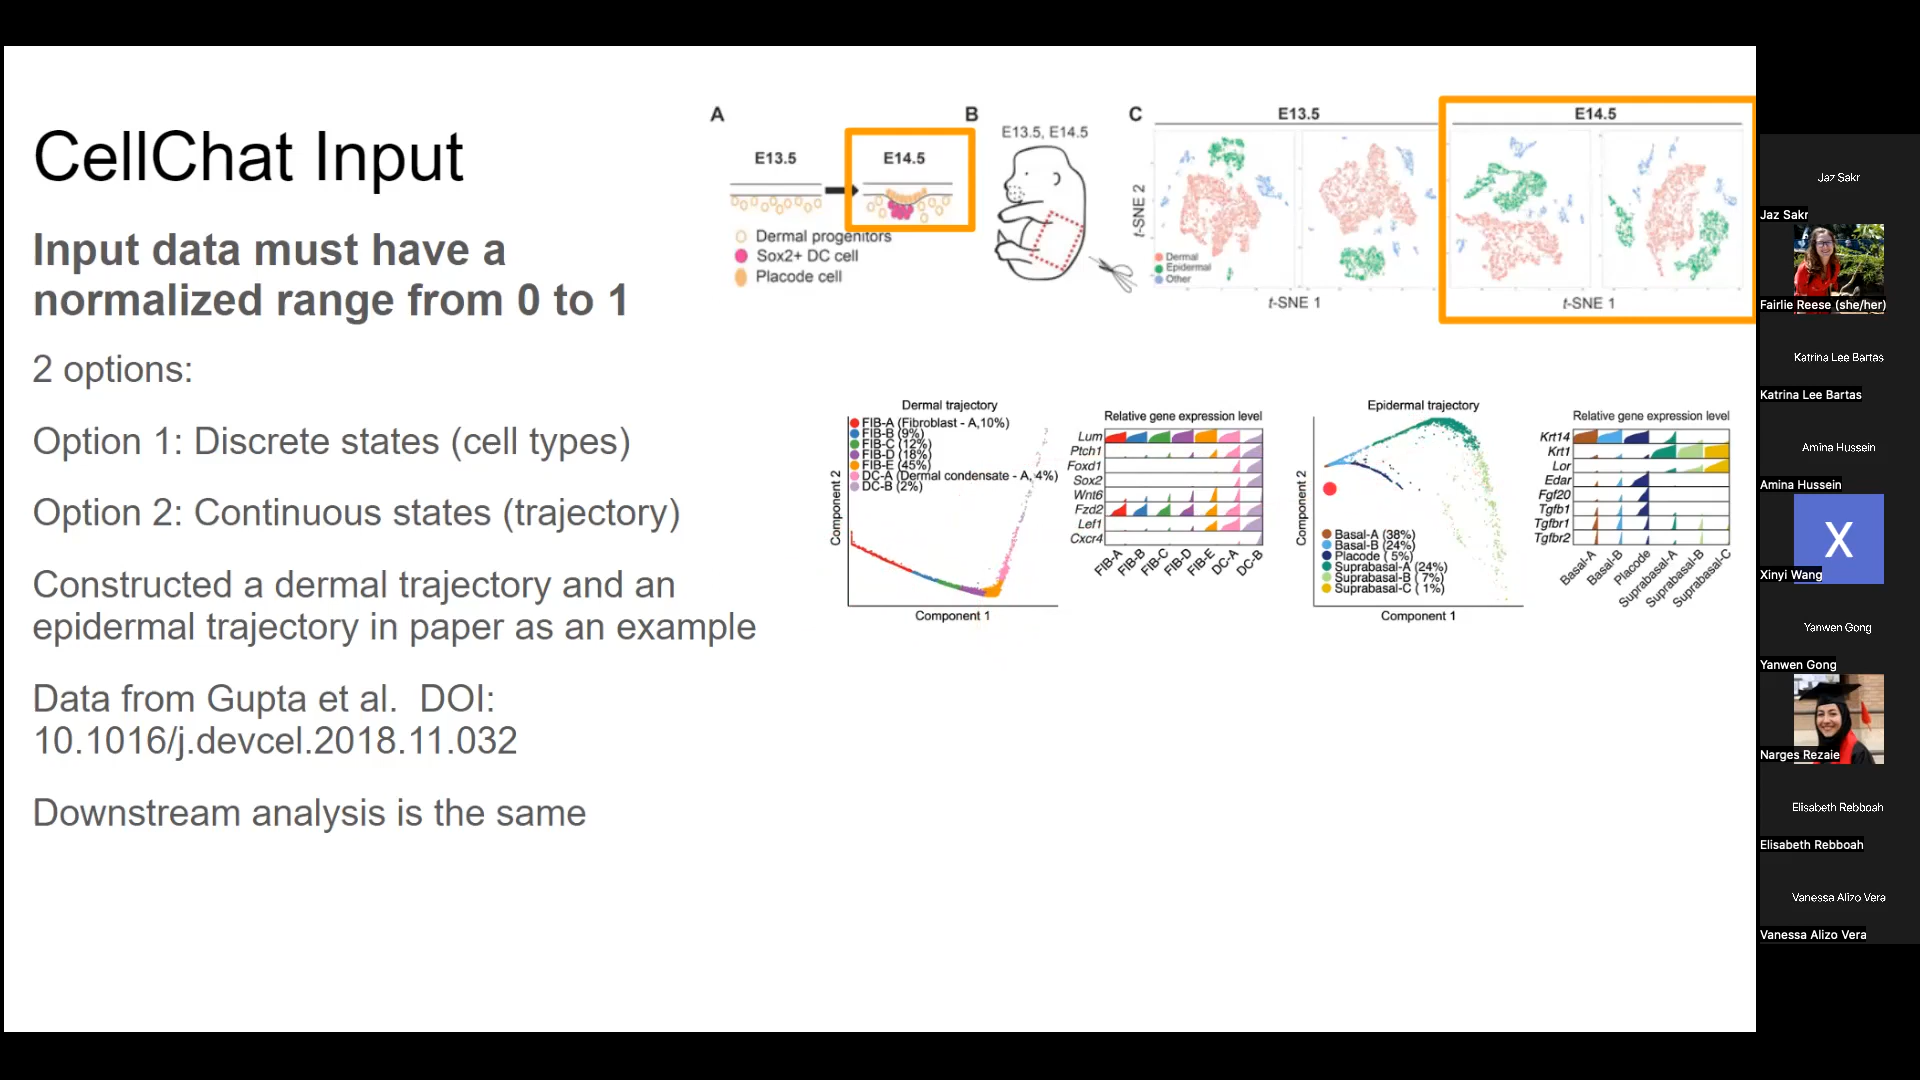 CellChat Input
Input data must have a
normalized range from 0 to 1
2 options:
Option 1: Discrete states (cell types)
Option 2: Continuous states (trajectory)
Constructed a dermal trajectory and an
epidermal trajectory in paper as an example
Data from Gupta et al.  DOI:
10.1016/j.devcel.2018.11.032
Downstream analysis is the same
A
E13.5
E14.5
Dermal progenitors
Sox2+ DC cell
Placode cell
B
E13.5, E14.5
C
E13.5
E14.5
t-SNE 2
Dermal
Epidermal
Other
t-SNE 1
t-SNE 1
Dermal trajectory
FIB-A (Fibroblast - A,10%)
FIB-B (9%)
FIB-C (12%)
FIB-D (18%)
FIB-E (45%)
DC-A (Dermal condensate - A, 4%)
DC-B (2%)
Component 2
Component 1
Relative gene expression level
Lum
Ptch1
Foxd1
Sox2
Wnt6
Fzd2
Lef1
Cxcr4
FIB-A
FIB-B
FIB-C
FIB-D
FIB-E
DC-A
DC-B
Epidermal trajectory
Component 2
Basal-A (38%)
Basal-B (24%)
Placode ( 5%)
Suprabasal-A (24%)
Suprabasal-B ( 7%)
Suprabasal-C ( 1%)
Component 1
Relative gene expression level
Krt14
Krt1
Lor
Edar
Fgf20
Tgfb1
Tgfbr1
Tgfbr2
Basal-A
Basal-B
Placode
Suprabasal-A
Suprabasal-B
Suprabasal-C
Jaz Sakr
Jaz Sakr
Fairlie Reese (she/her)
Katrina Lee Bartas
Katrina Lee Bartas
Amina Hussein
Amina Hussein
X
Xinyi Wang
Yanwen Gong
Yanwen Gong
Narges Rezaie
Elisabeth Rebboah
Elisabeth Rebboah
Vanessa Alizo Vera
Vanessa Alizo Vera